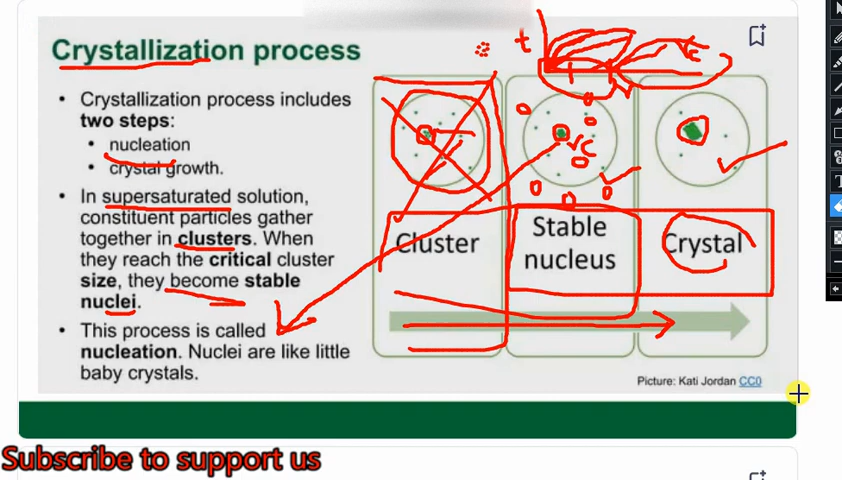 Crystallization process
• Crystallization process includes
two steps:
• nucleation
• crystal growth.
• In supersaturated solution,
constituent particles gather
together in clusters. When
they reach the critical cluster
size, they become stable
nuclei.
• This process is called
nucleation. Nuclei are like little
baby crystals.
t
Cluster
Stable
nucleus
Crystal
Picture: Kati Jordan CC0
Subscribe to support us